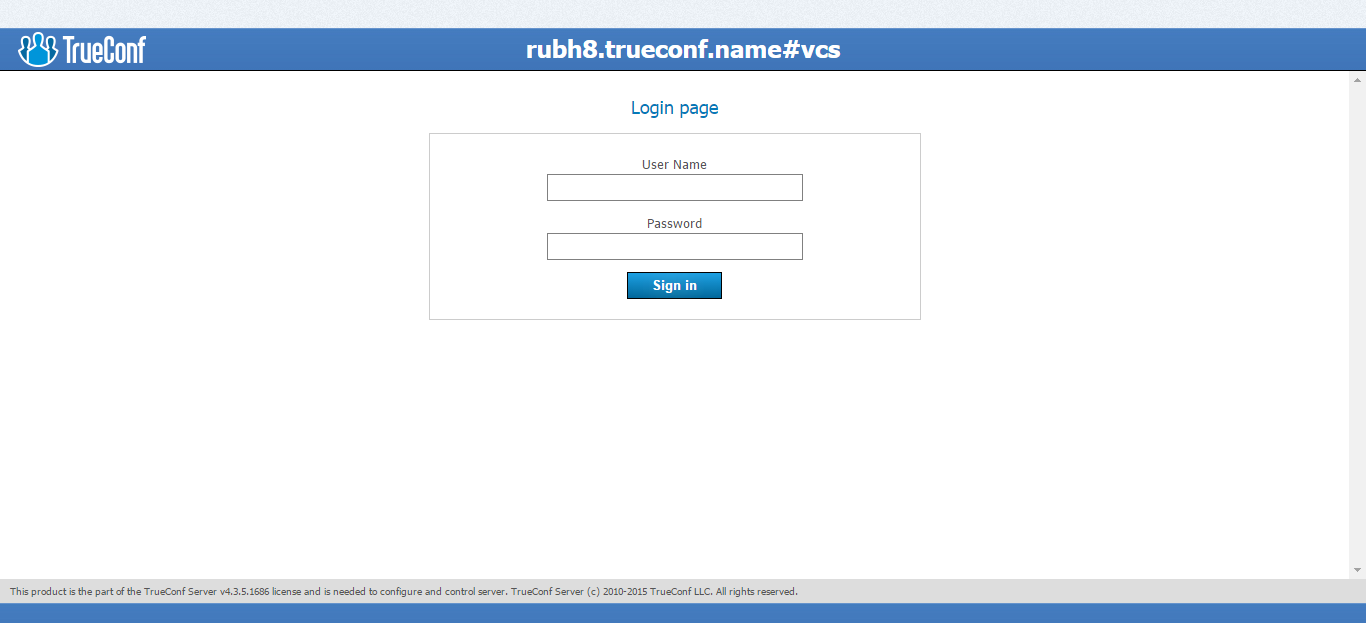 TrueConf
rubh8.trueconf.name#vcs
Login page
User Name
Password
Sign in
This product is the part of the TrueConf Server v4.3.5.1686 license and is needed to configure and control server. TrueConf Server (c) 2010-2015 TrueConf LLC. All rights reserved.